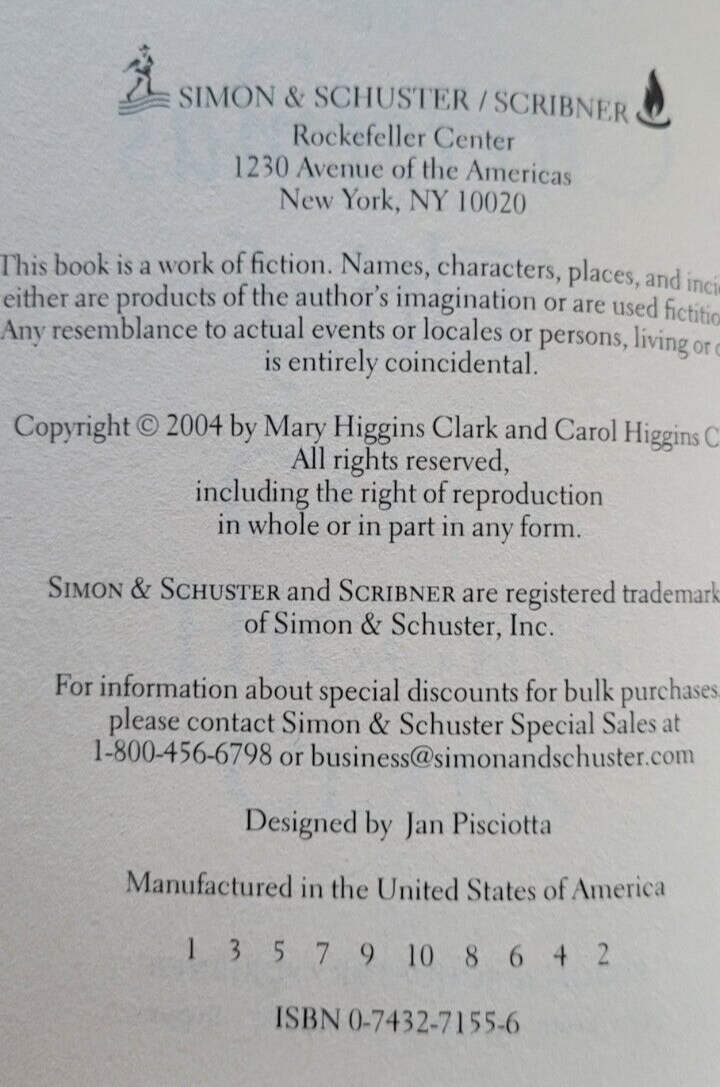 SIMON & SCHUSTER / SCRIBNER
Rockefeller Center
1230 Avenue of the Americas
New York, NY 10020
This book is a work of fiction. Names, characters, places, and
either are products of the author's imagination or are used
Any resemblance to actual events or locales or persons, living or
is entirely coincidental.
Copyright © 2004 by Mary Higgins Clark and Carol Higgins
All rights reserved,
including the right of reproduction
in whole or in part in any form.
SIMON & SCHUSTER and SCRIBNER are registered trademark
of Simon & Schuster, Inc.
For information about special discounts for bulk purchases,
please contact Simon & Schuster Special Sales at
1-800-456-6798 or business@simonandschuster.com
Designed by Jan Pisciotta
Manufactured in the United States of America
1 3 5 7 9 10 8 6 4 2
ISBN 0-7432-7155-6